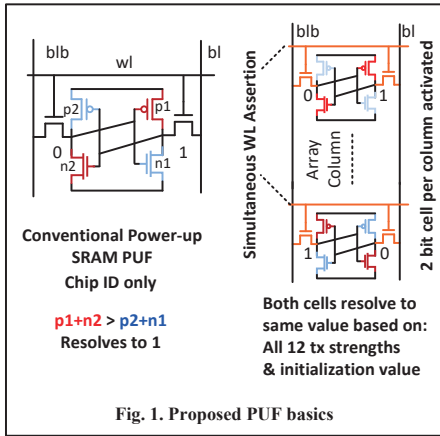 blb
bl
wl
p2
p1
0
n2
n1
1
Conventional Power-up
SRAM PUF
Chip ID only
p1+n2 > p2+n1
Resolves to 1
Simultaneous WL Assertion
blb
bl
0
1
Array
Column
1
0
2 bit cell per column activated
Both cells resolve to
same value based on:
All 12 tx strengths
& initialization value
Fig. 1. Proposed PUF basics